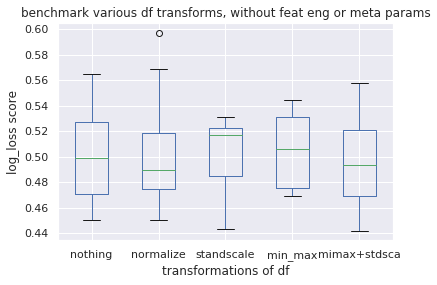 benchmark various df transforms, without feat eng or meta params
0.60
0.58
0.56
0.54
0.52
0.50
0.48
0.46
0.44
log_loss score
nothing normalize standscale min_max mimax+stdsca
transformations of df